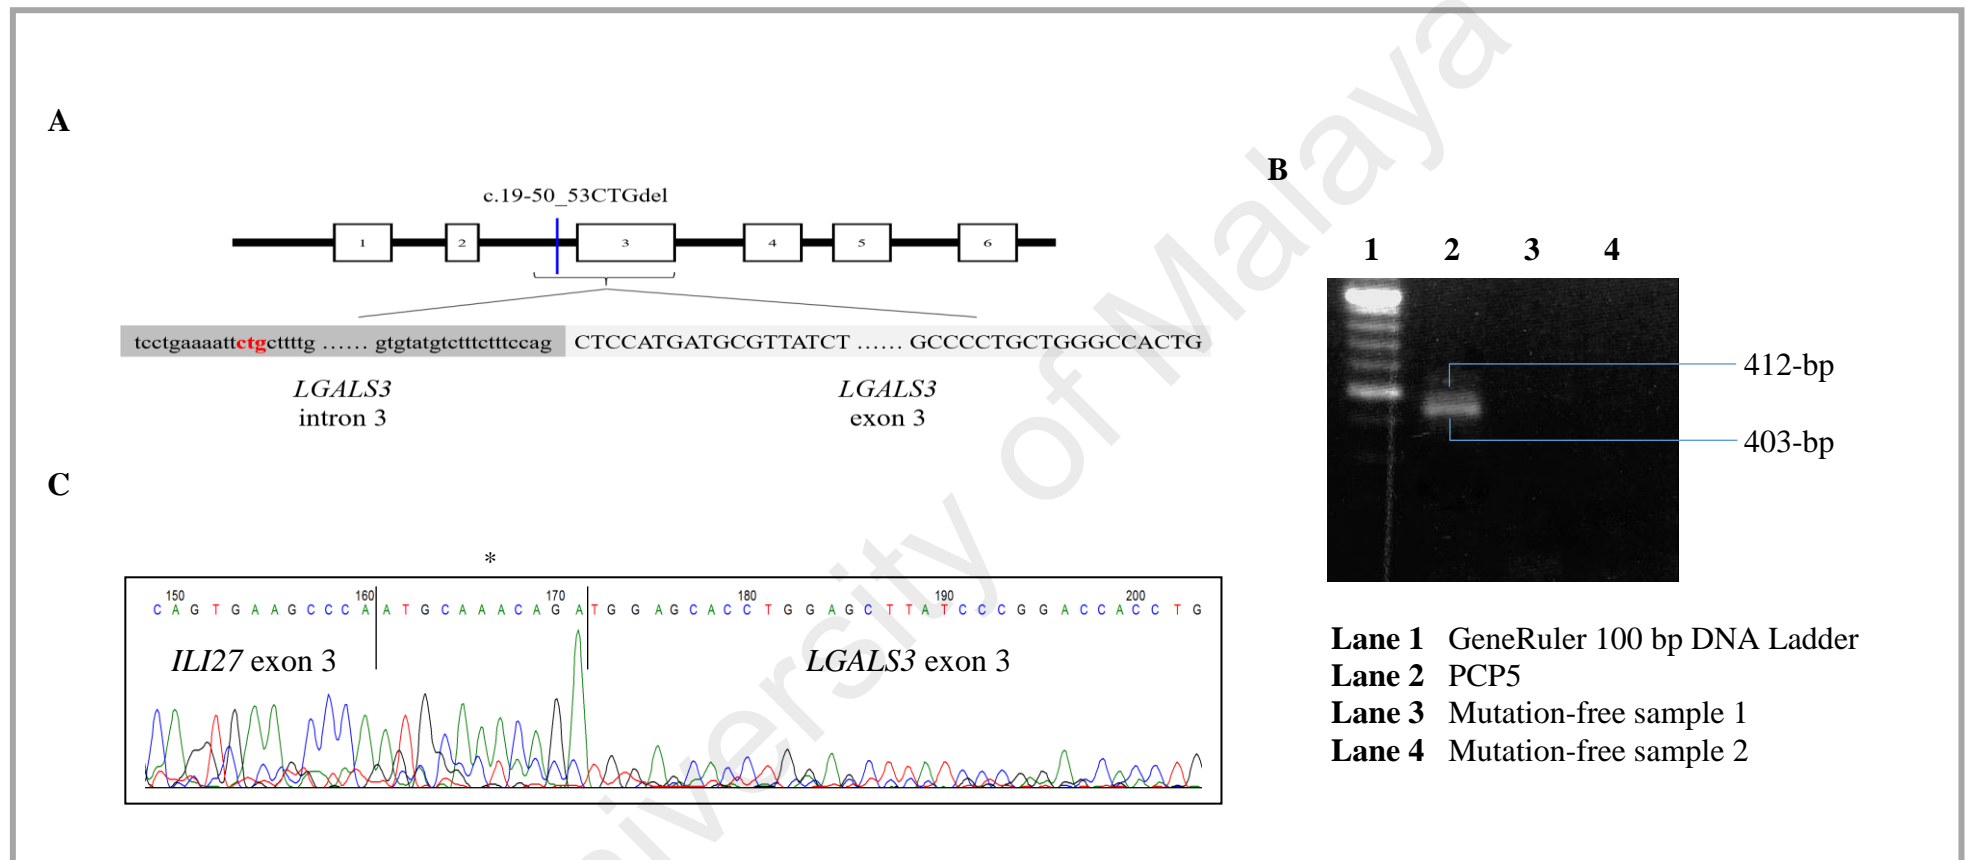 A
c.19-50_53CTGdel
1 2 3 4 5 6
tcctgaaaattctgcttttg ...... gtgtatgtctttctttccag CTCCATGATGCGTTATCT ...... GCCCCTGCTGGGCCACTG
LGALS3
intron 3
LGALS3
exon 3
B
1 2 3 4
412-bp
403-bp
Lane 1 GeneRuler 100 bp DNA Ladder
Lane 2 PCP5
Lane 3 Mutation-free sample 1
Lane 4 Mutation-free sample 2
C
*
150 160 170 180 190 200
C A G T G A A G C C C A A T G C A A A C A G A T G G A G C A C C T G G A G C T T A T C C C G G A C C A C C T G
ILI27 exon 3
LGALS3 exon 3
University of Malaya